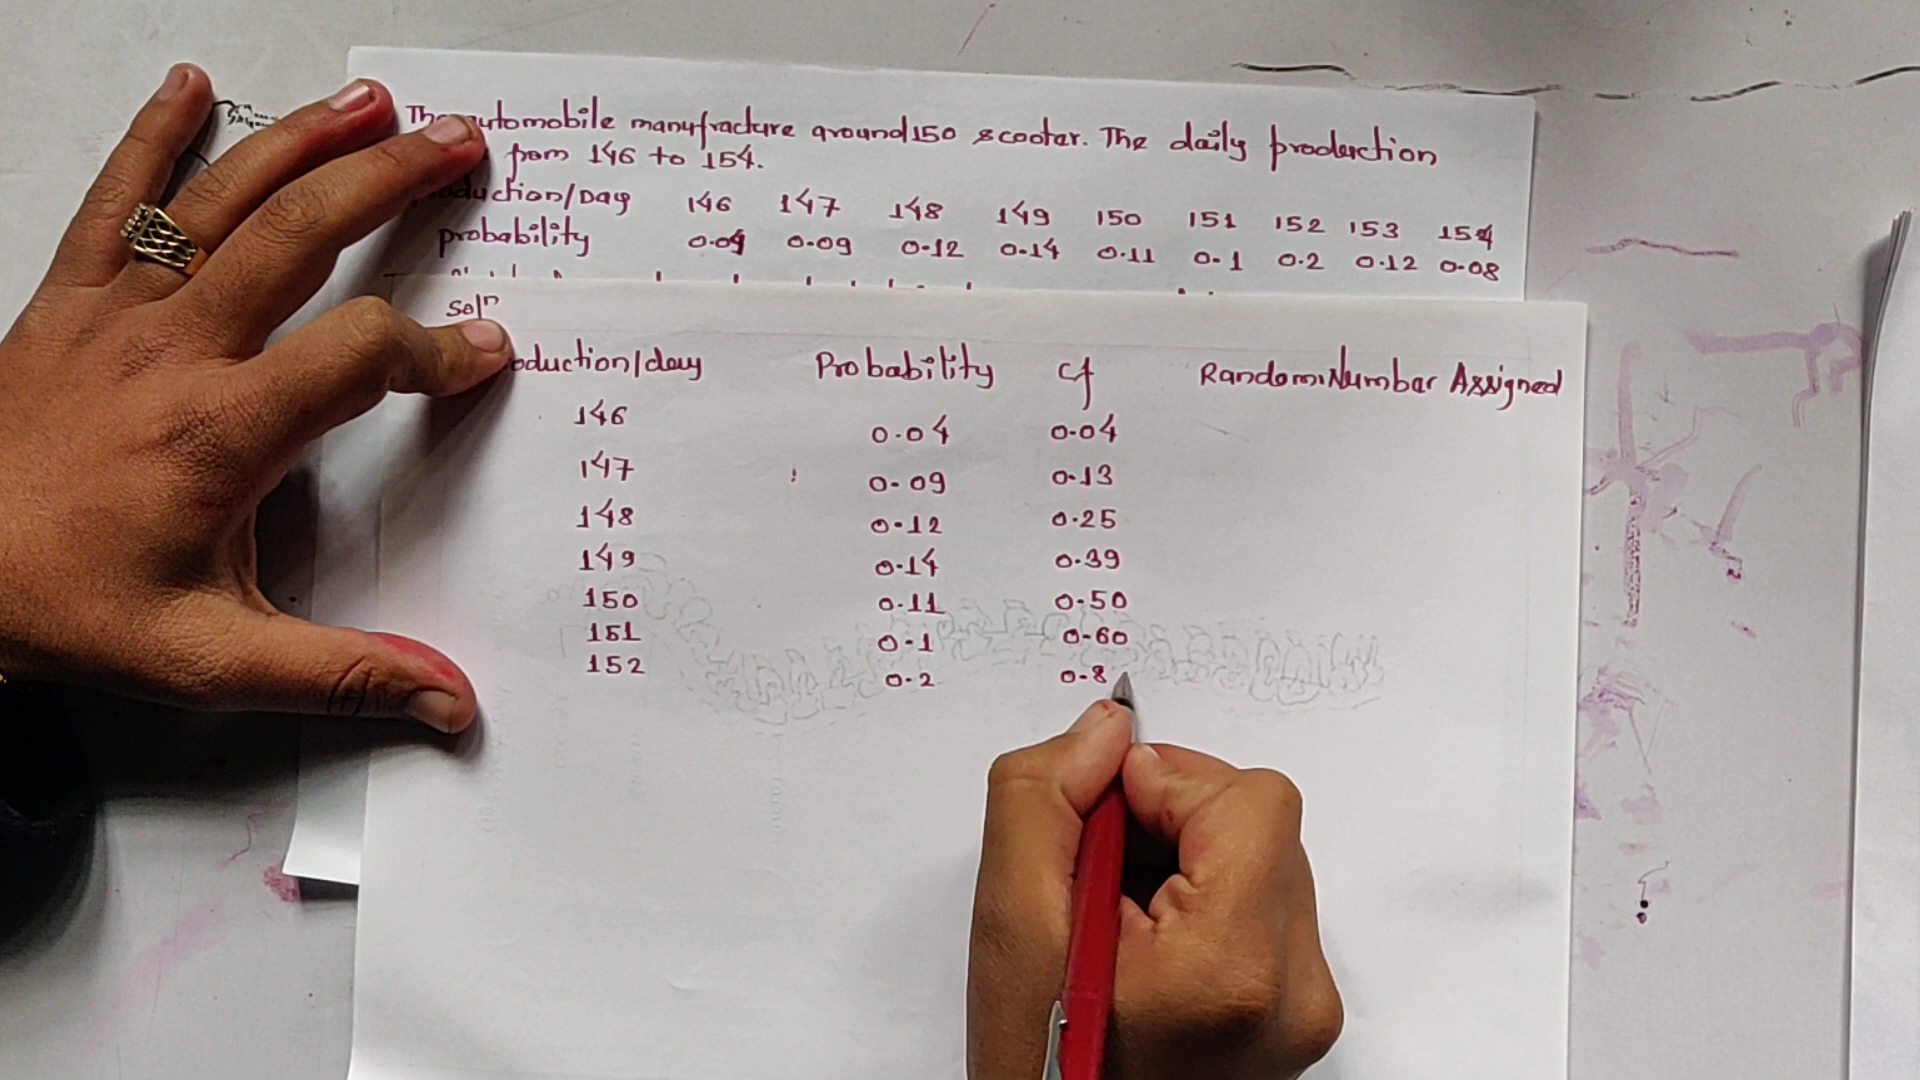 The automobile manufracture around 150 scooter. The daily production
from 146 to 154.
duction/Day 146 147 148 149 150 151 152 153 154
probability 0.04 0.09 0.12 0.14 0.11 0.1 0.2 0.12 0.08
Solⁿ
oduction/day Probability cf Random Numbar Assigned
146 0.04 0.04
147 0.09 0.13
148 0.12 0.25
149 0.14 0.39
150 0.11 0.50
151 0.1 0.60
152 0.2 0.8